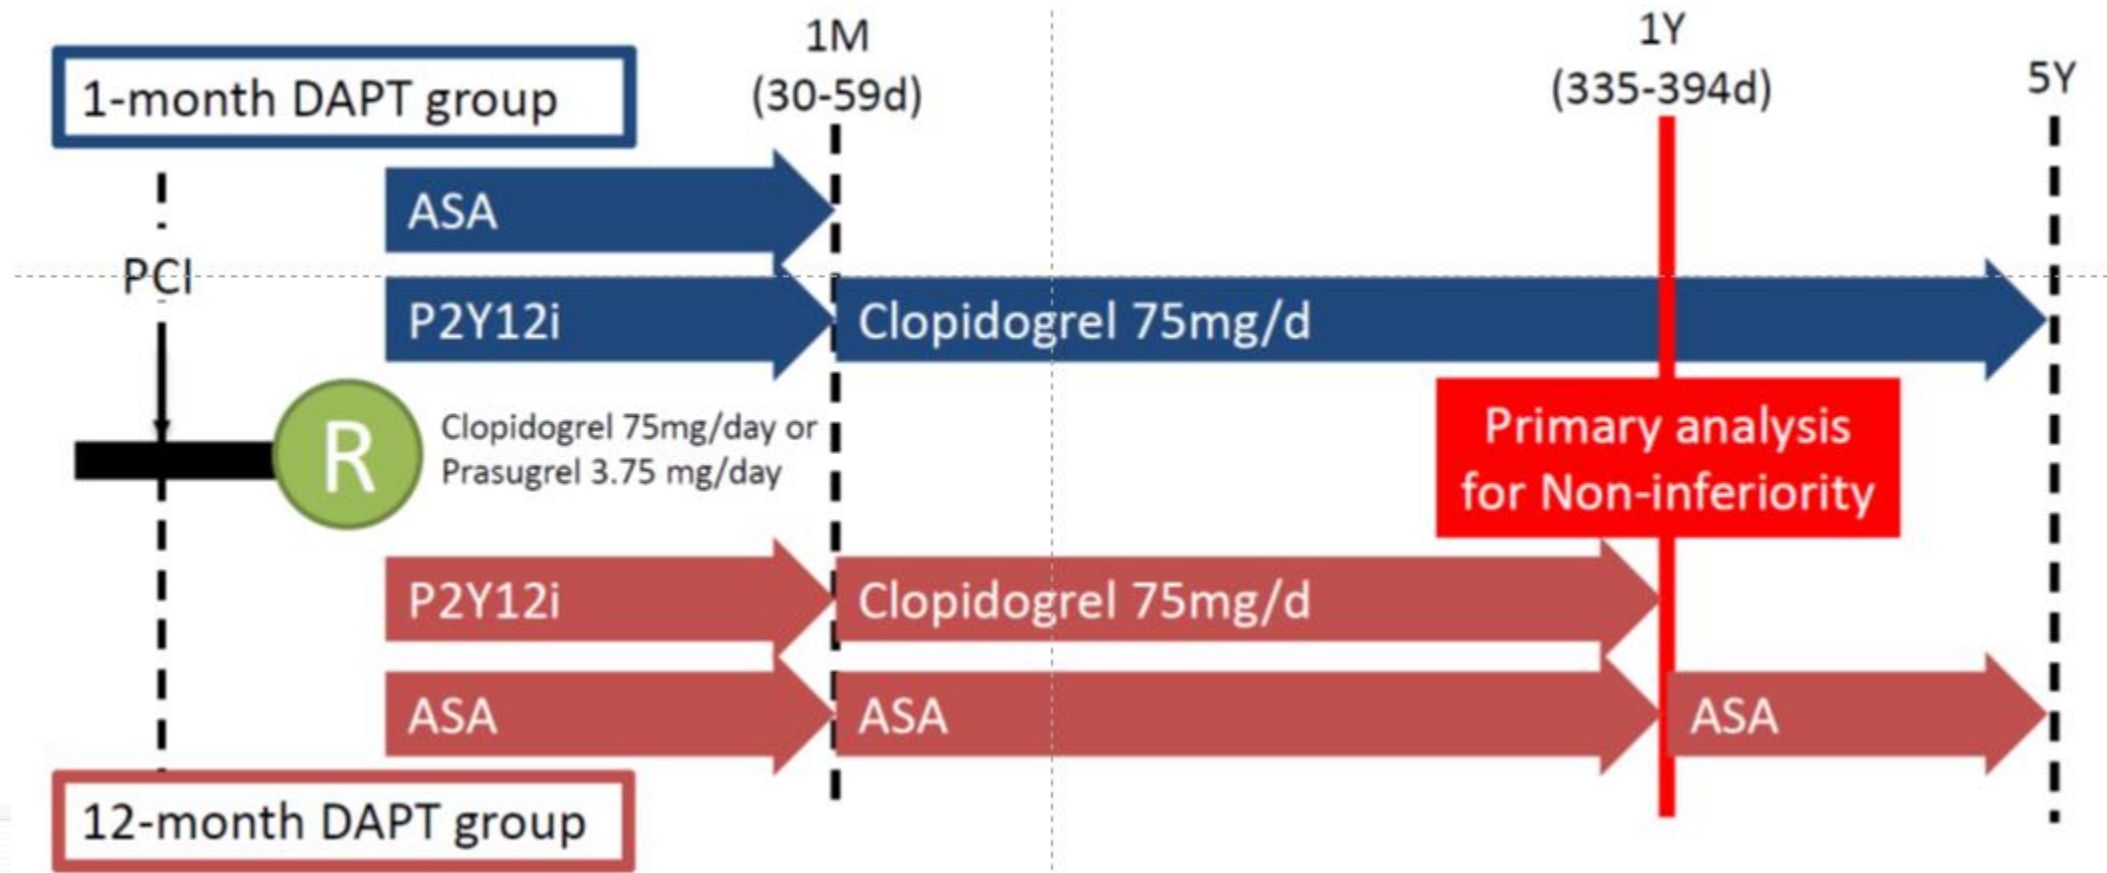 1M
(30-59d)
1Y
(335-394d)
5Y
1-month DAPT group
ASA
PCI
P2Y12i
Clopidogrel 75mg/d
R
Clopidogrel 75mg/day or
Prasugrel 3.75 mg/day
Primary analysis
for Non-inferiority
P2Y12i
Clopidogrel 75mg/d
ASA
ASA
ASA
12-month DAPT group